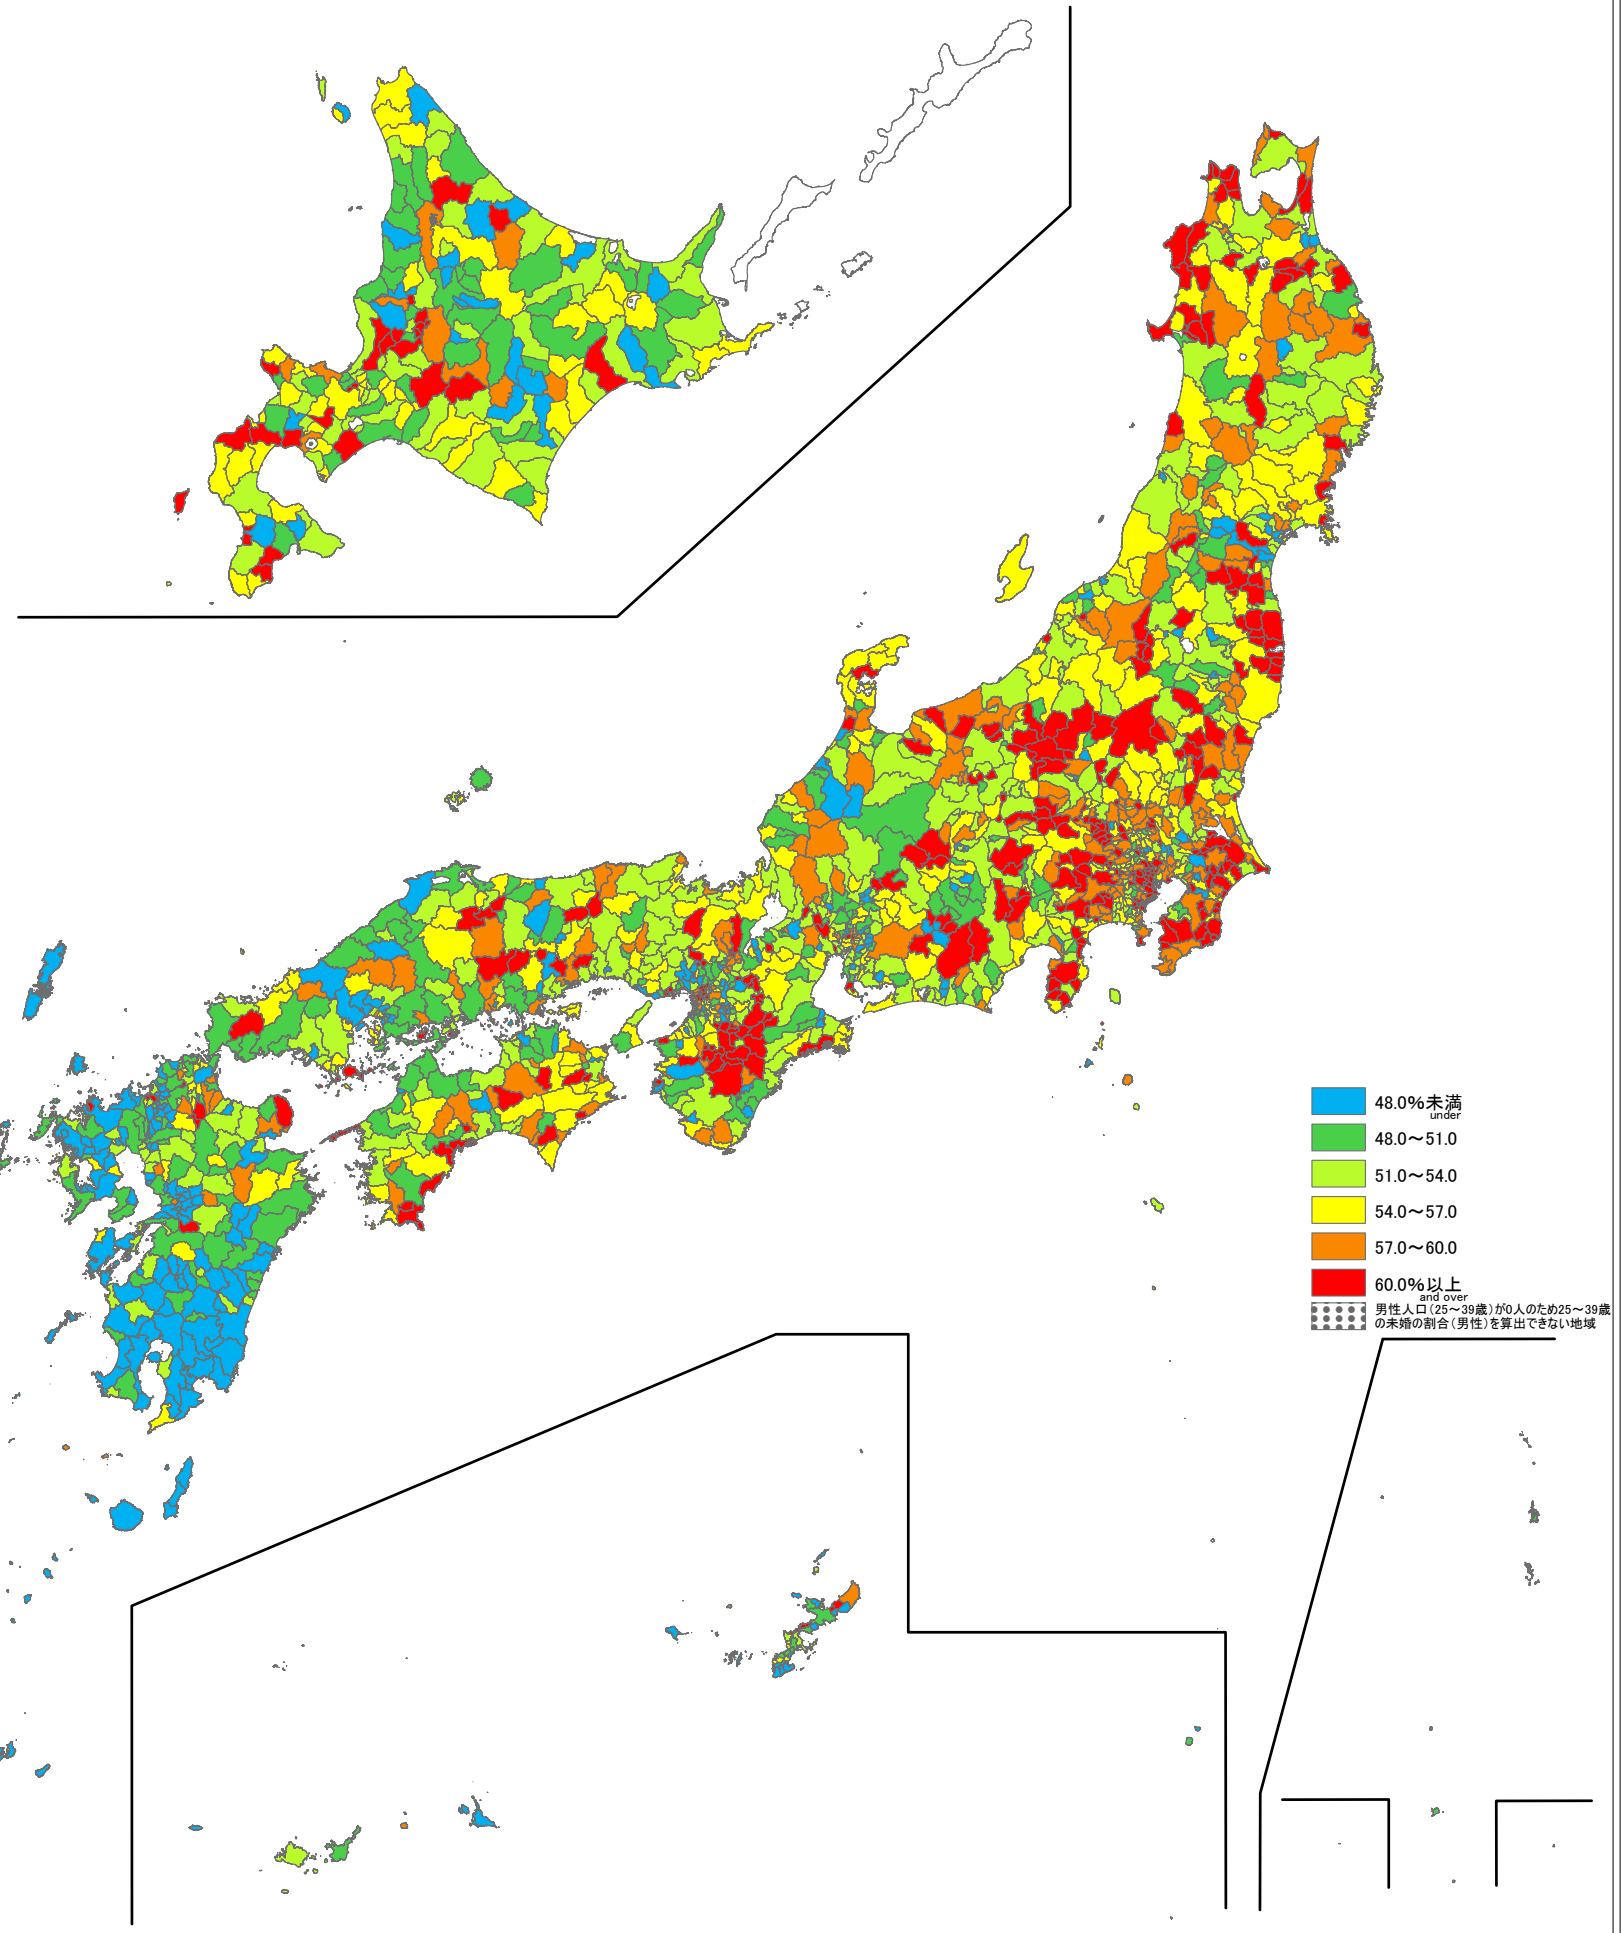 48.0%未満
under
48.0～51.0
51.0～54.0
54.0～57.0
57.0～60.0
60.0%以上
and over
男性人口（25～39歳）が0人のため25～39歳
の未婚の割合（男性）を算出できない地域